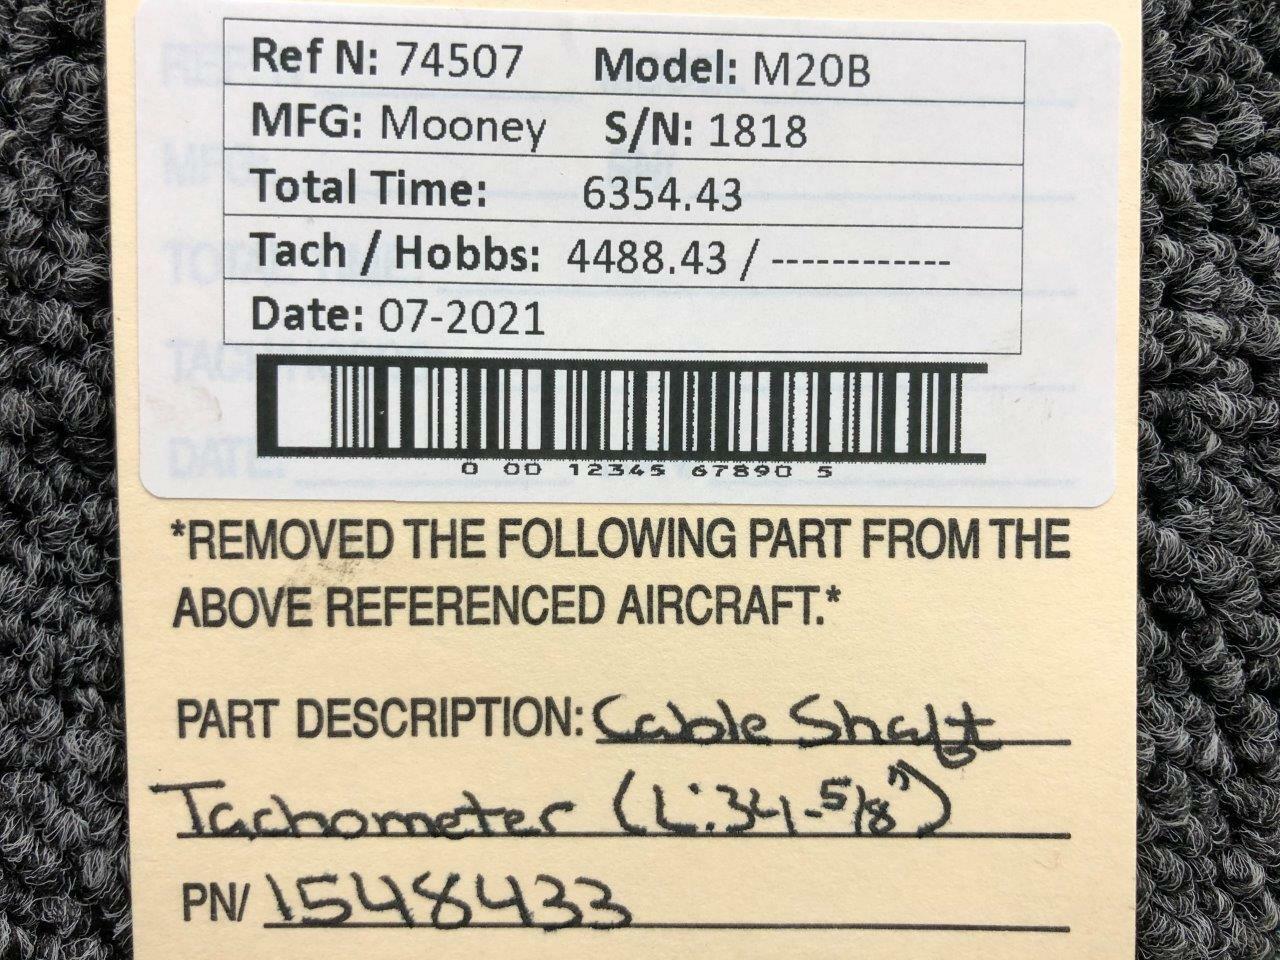 Ref N: 74507 Model: M20B
MFG: Mooney S/N: 1818
Total Time: 6354.43
Tach / Hobbs: 4488.43 / ------------
Date: 07-2021
0 00 12345 67890 5
*REMOVED THE FOLLOWING PART FROM THE
ABOVE REFERENCED AIRCRAFT.*
PART DESCRIPTION: Cable Shaft
Tachometer (L:34-5/8")
PN/ 1548433